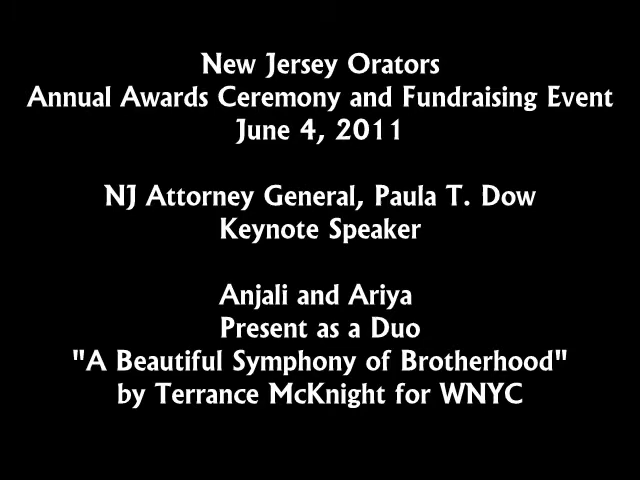 New Jersey Orators
Annual Awards Ceremony and Fundraising Event
June 4, 2011
NJ Attorney General, Paula T. Dow
Keynote Speaker
Anjali and Ariya
Present as a Duo
"A Beautiful Symphony of Brotherhood"
by Terrance McKnight for WNYC